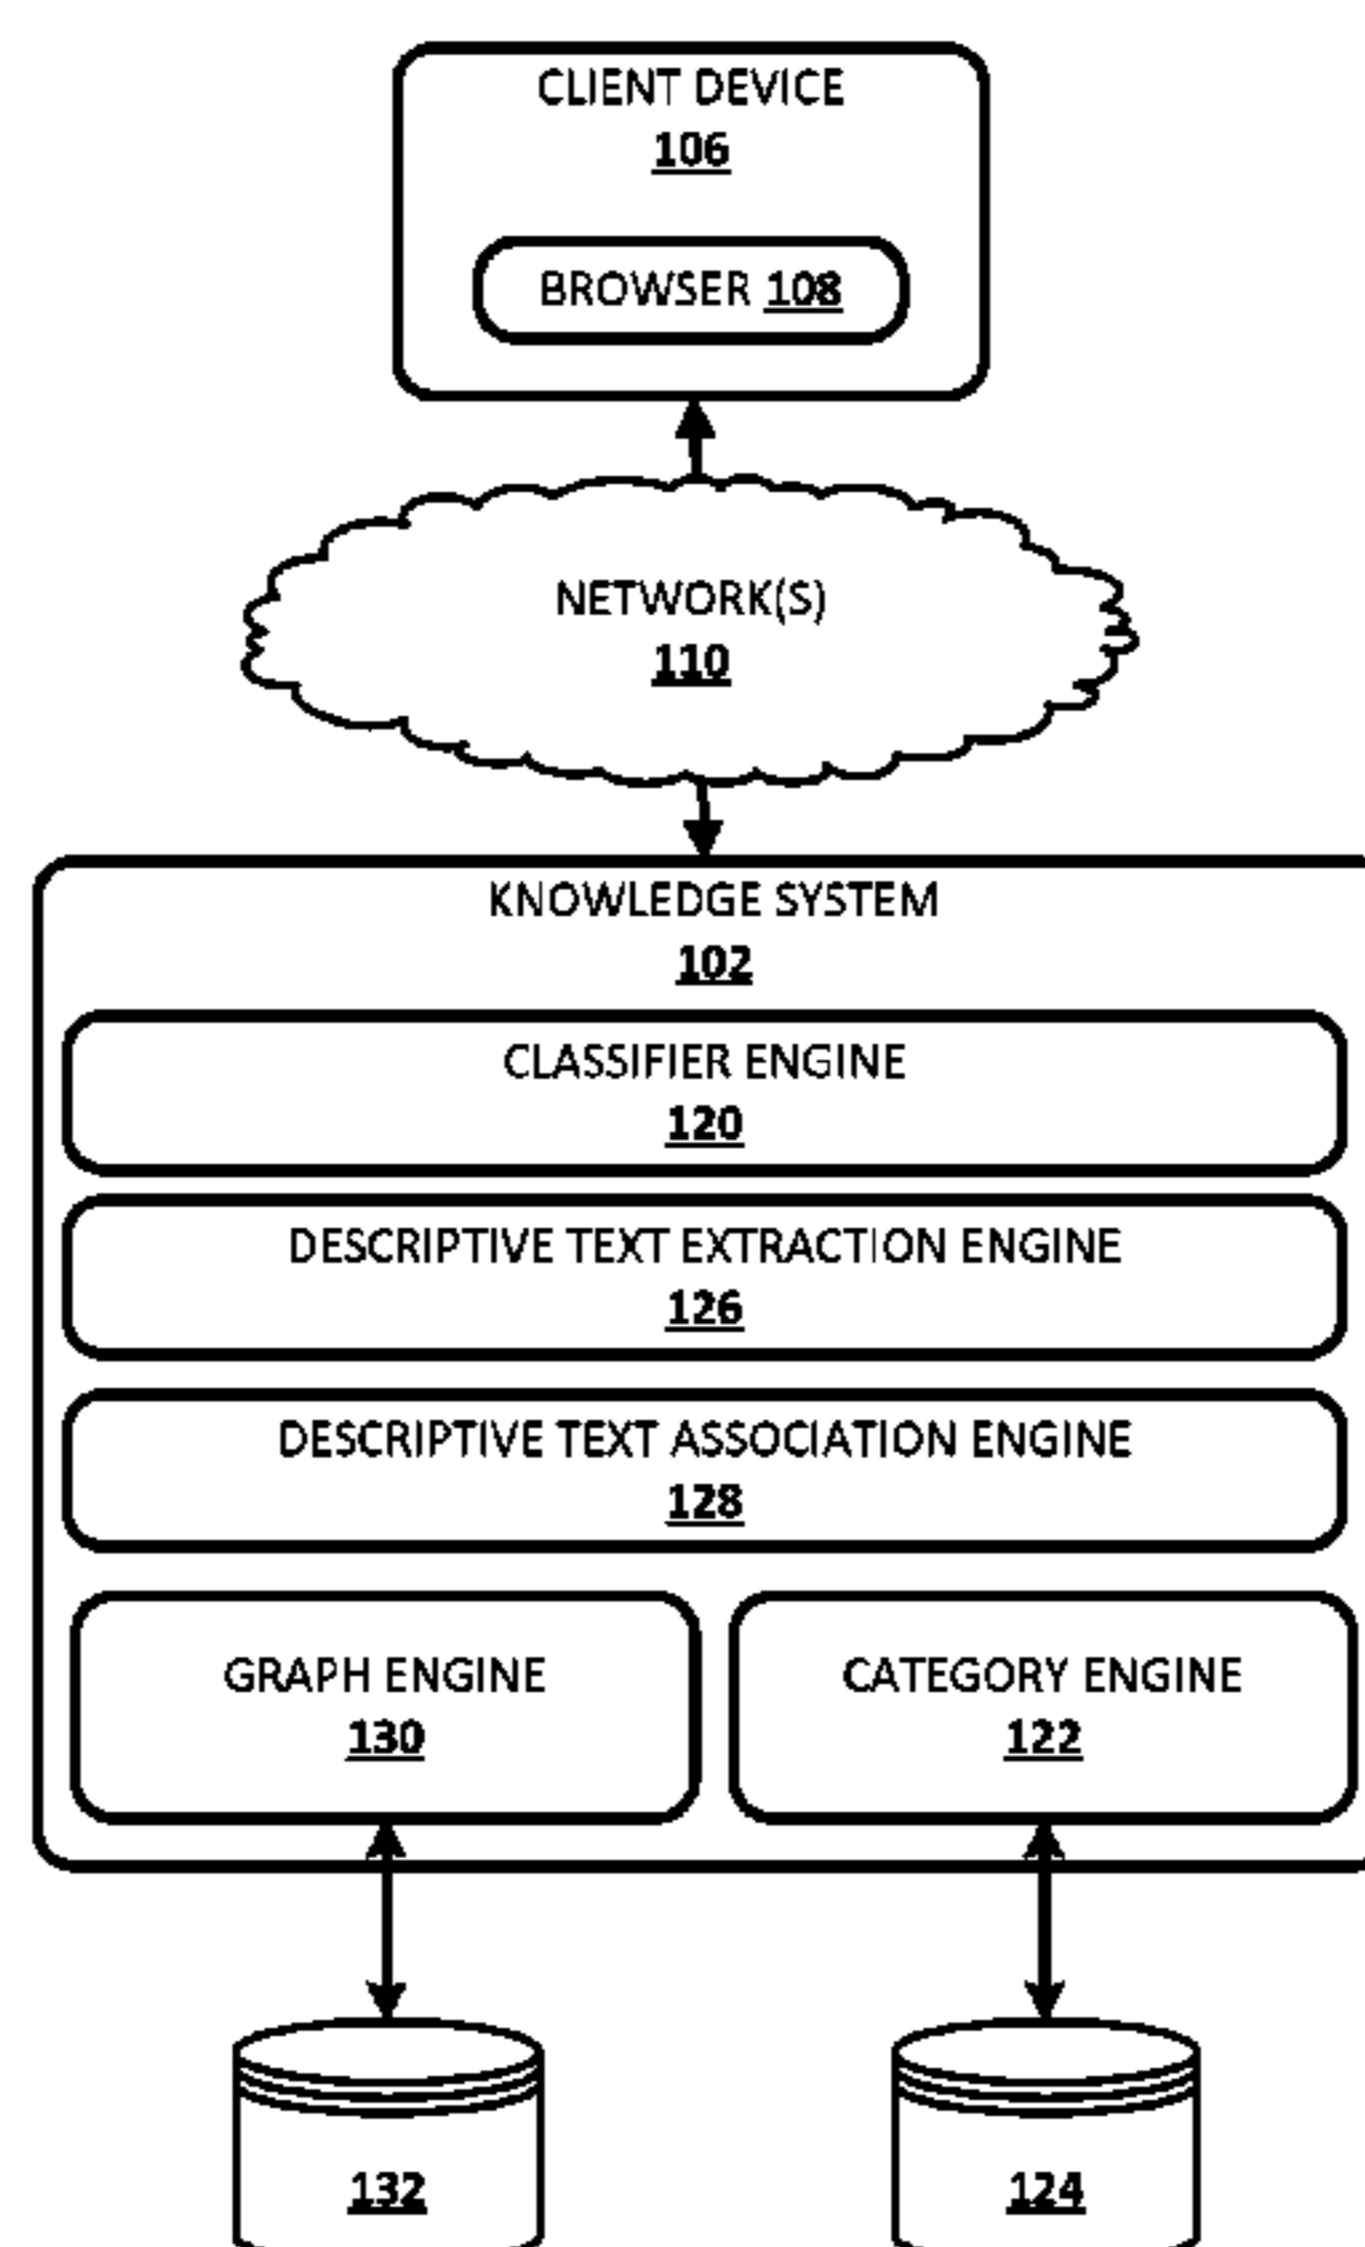 CLIENT DEVICE
106
BROWSER 108
NETWORK(S)
110
KNOWLEDGE SYSTEM
102
CLASSIFIER ENGINE
120
DESCRIPTIVE TEXT EXTRACTION ENGINE
126
DESCRIPTIVE TEXT ASSOCIATION ENGINE
128
GRAPH ENGINE
130
CATEGORY ENGINE
122
132
124